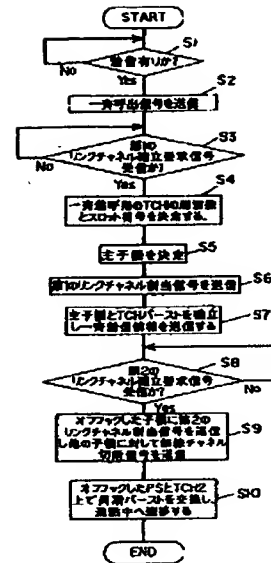 START
S1
着信有りか?
No
Yes
S2
一斉呼出信号を送信
S3
第1の
リンクチャネル確立要求信号
受信か?
No
Yes
S4
一斉着呼用のTCHの周波数
とスロット番号を決定する。
S5
主子機を決定
S6
第1のリンクチャネル割当信号を送信
S7
主子機とTCHバーストを確立
し一斉着信情報を送信する
S8
第2の
リンクチャネル確立要求信号
受信か?
No
Yes
S9
オフフックした子機に第2の
リンクチャネル割当信号を送信
し他の子機に対して無線チャネル
切断信号を送信
S10
オフフックしたPSとTCH2
上で同期バーストを交換し、
通話中へ遷移する
END